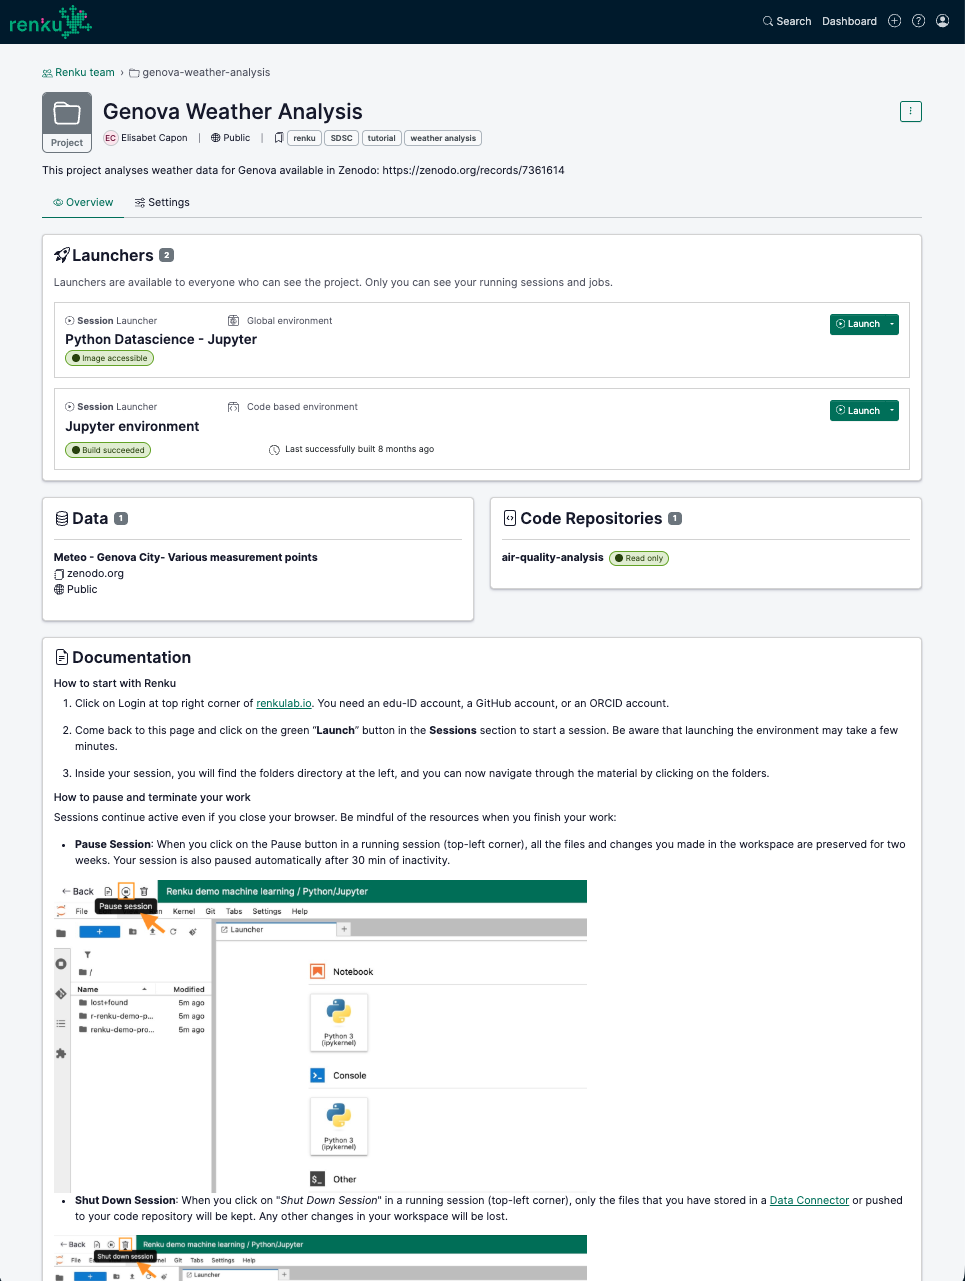 renku
Search Dashboard
Renku team › genova-weather-analysis
Project
Genova Weather Analysis
EC Elisabet Capon | Public | renku SDSC tutorial weather analysis
This project analyses weather data for Genova available in Zenodo: https://zenodo.org/records/7361614
Overview Settings
Launchers 2
Launchers are available to everyone who can see the project. Only you can see your running sessions and jobs.
Session Launcher Global environment
Python Datascience - Jupyter
Launch
Image accessible
Session Launcher Code based environment
Jupyter environment
Launch
Build succeeded Last successfully built 8 months ago
Data 1
Meteo - Genova City- Various measurement points
zenodo.org
Public
Code Repositories 1
air-quality-analysis Read only
Documentation
How to start with Renku
1. Click on Login at top right corner of renkulab.io. You need an edu-ID account, a GitHub account, or an ORCID account.
2. Come back to this page and click on the green “Launch” button in the Sessions section to start a session. Be aware that launching the environment may take a few
minutes.
3. Inside your session, you will find the folders directory at the left, and you can now navigate through the material by clicking on the folders.
How to pause and terminate your work
Sessions continue active even if you close your browser. Be mindful of the resources when you finish your work:
• Pause Session: When you click on the Pause button in a running session (top-left corner), all the files and changes you made in the workspace are preserved for two
weeks. Your session is also paused automatically after 30 min of inactivity.
Back Renku demo machine learning / Python/Jupyter
Pause session
File Kernel Git Tabs Settings Help
+ Launcher +
/
Name Modified
lost+found 5m ago
r-renku-demo-p... 5m ago
renku-demo-pro... 5m ago
Notebook
Python 3
(ipykernel)
Console
Python 3
(ipykernel)
$_ Other
• Shut Down Session: When you click on "Shut Down Session" in a running session (top-left corner), only the files that you have stored in a Data Connector or pushed
to your code repository will be kept. Any other changes in your workspace will be lost.
Back Renku demo machine learning / Python/Jupyter
Shut down session
File Kernel Git Tabs Settings Help
+ Launcher +